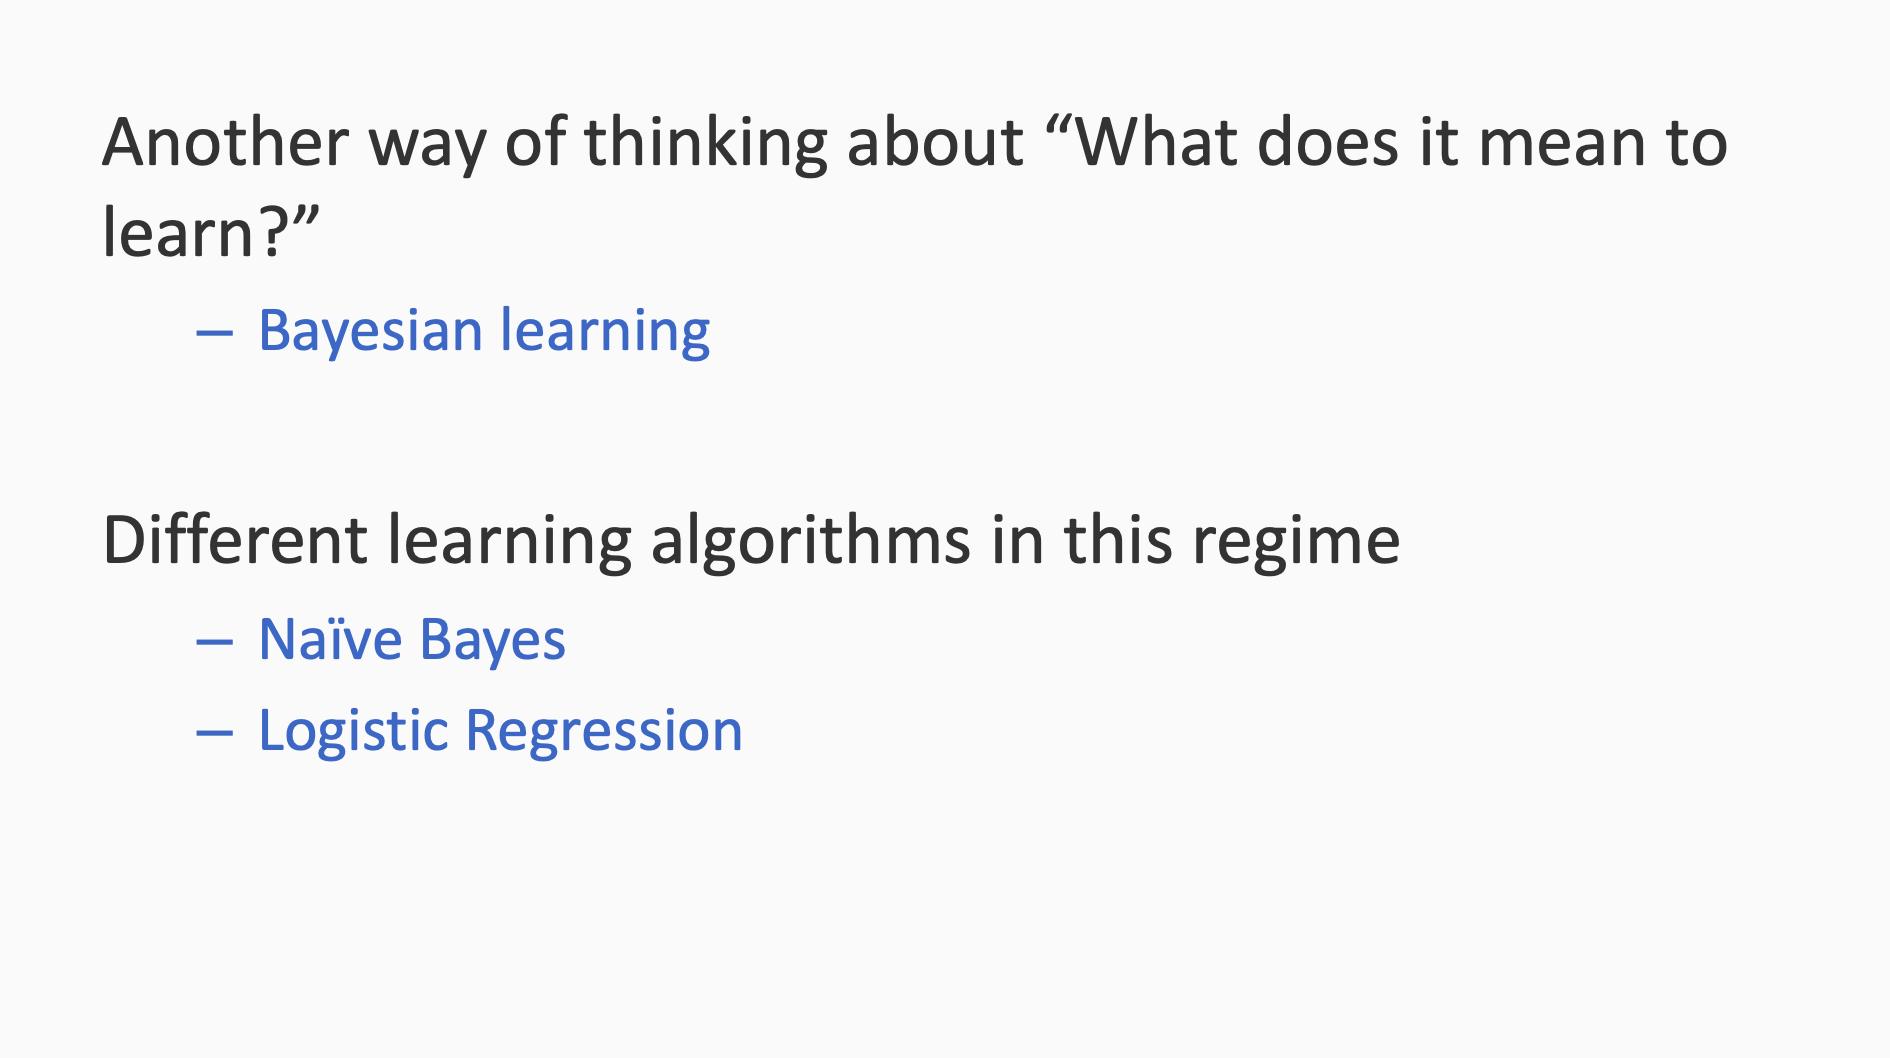 Another way of thinking about “What does it mean to
learn?”
– Bayesian learning
Different learning algorithms in this regime
– Naïve Bayes
– Logistic Regression